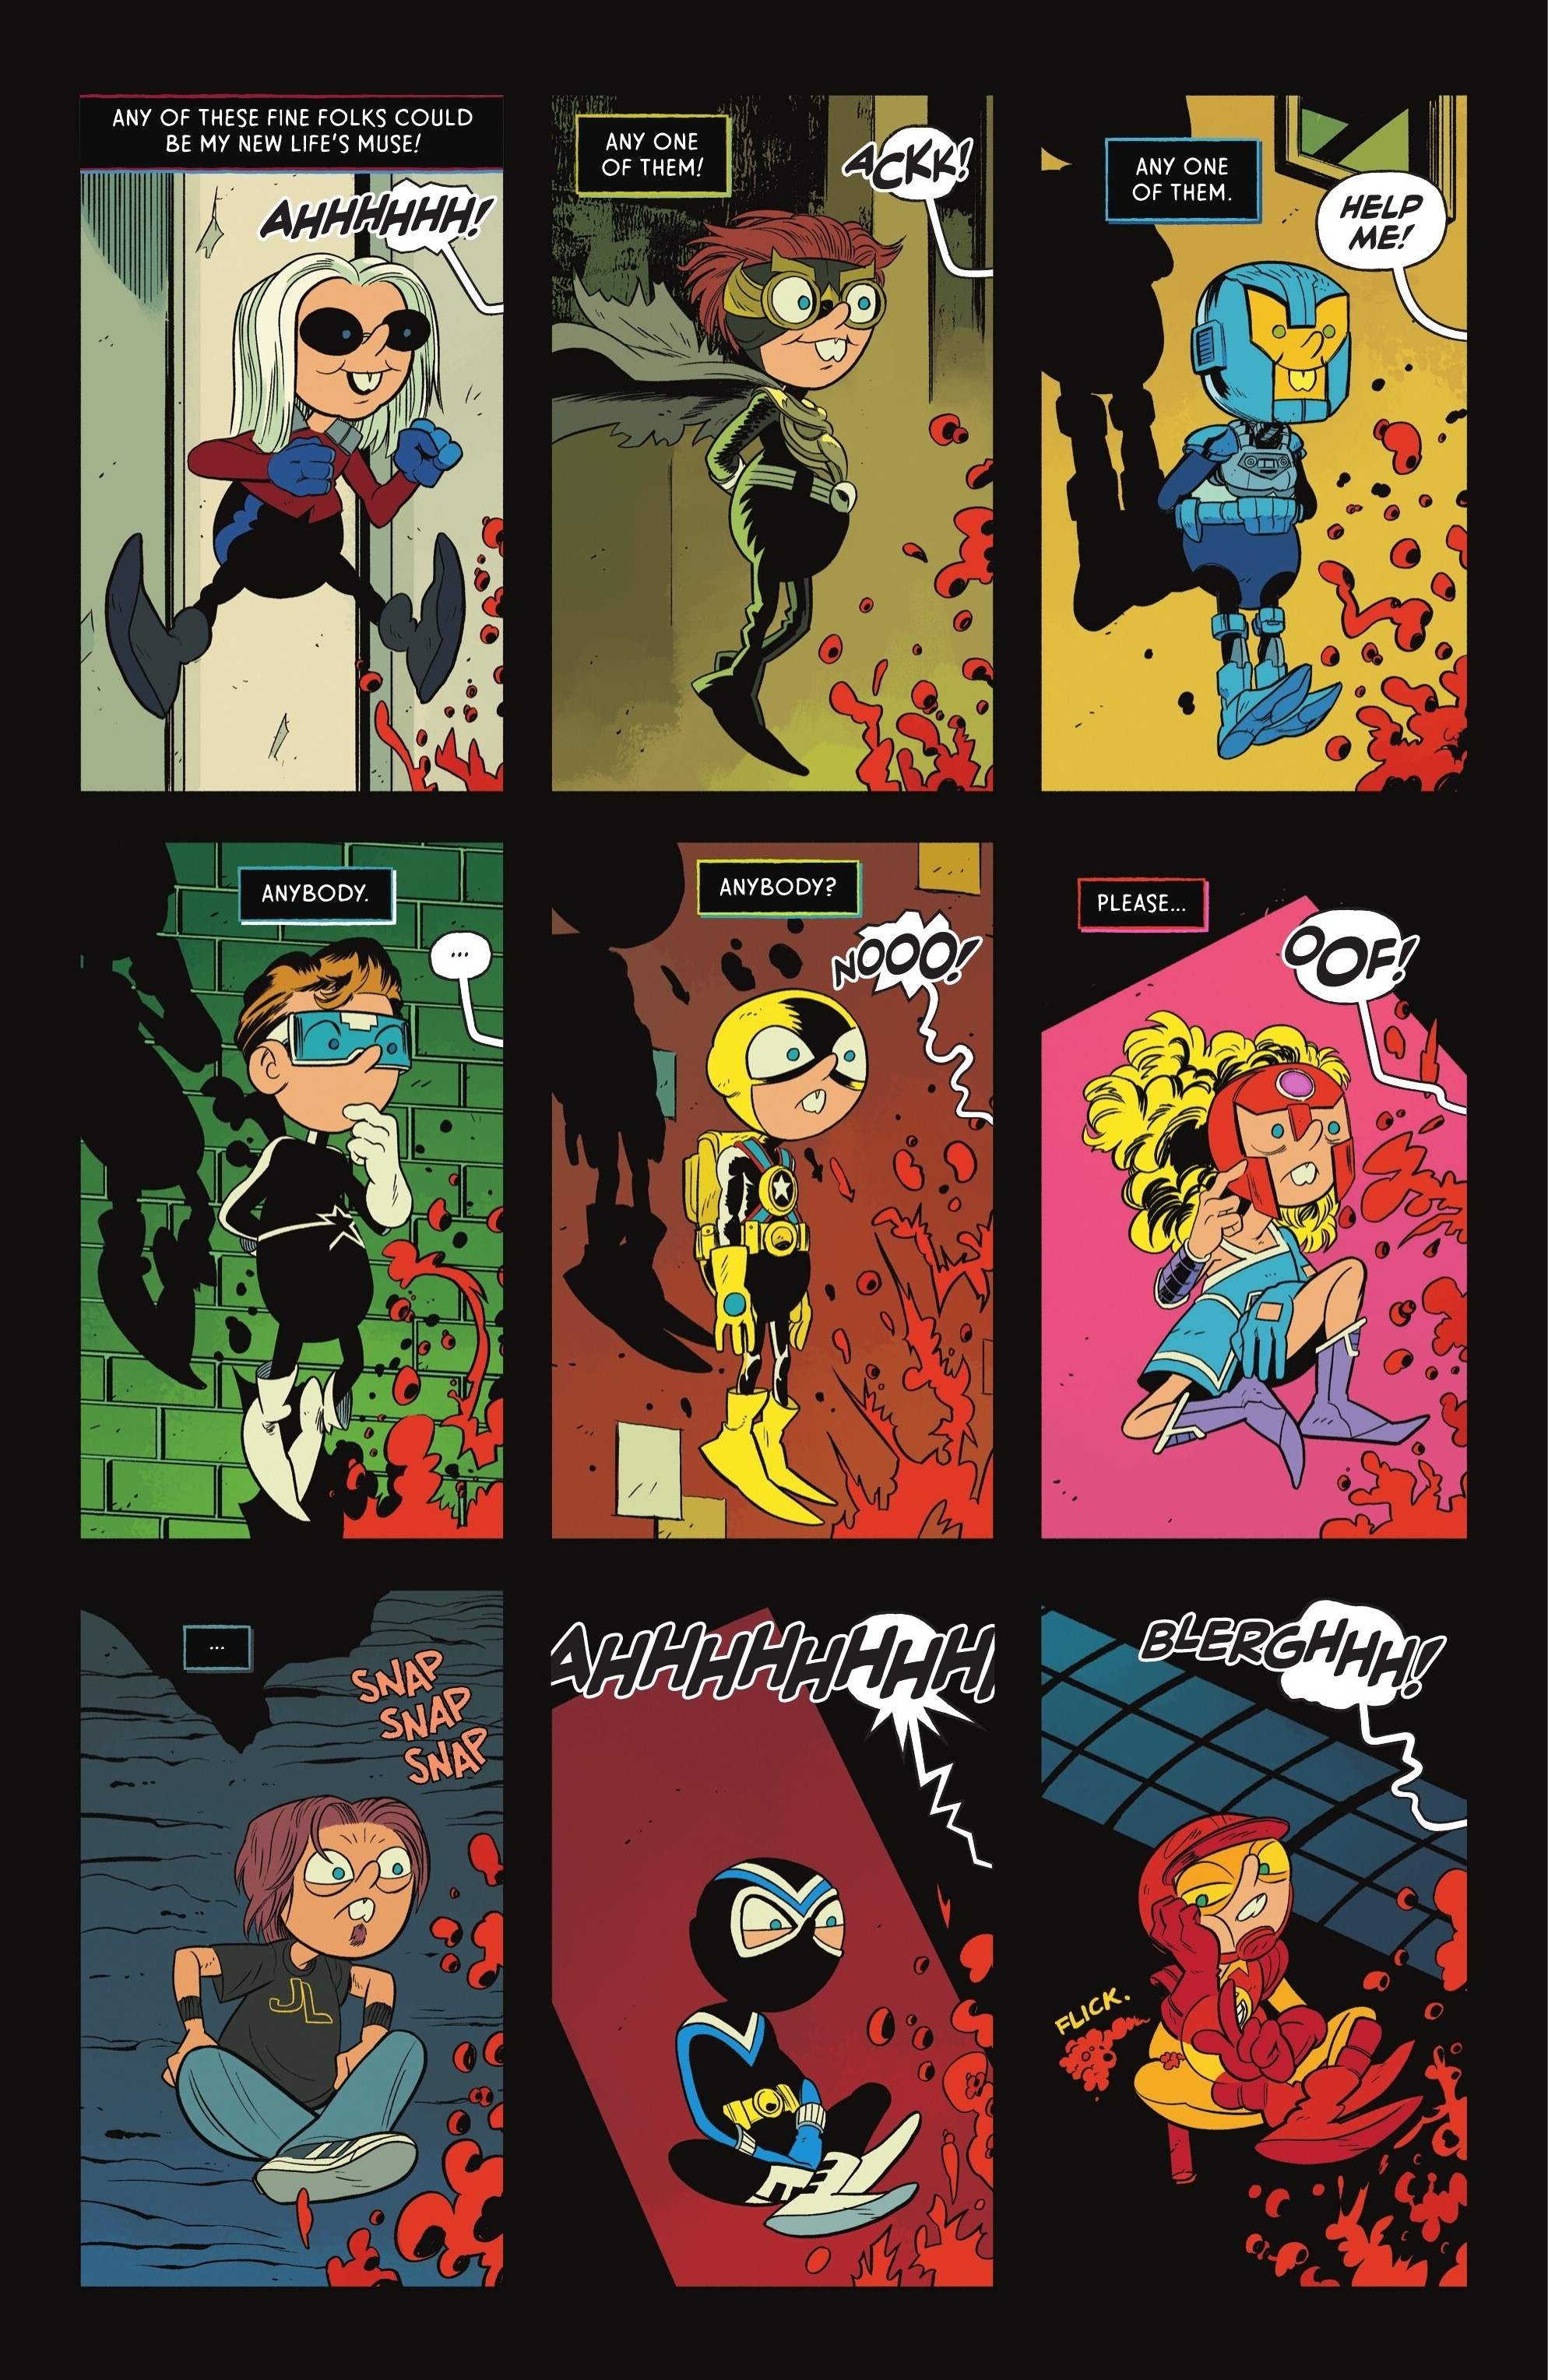 ANY OF THESE FINE FOLKS COULD
BE MY NEW LIFE'S MUSE!
AHHHHHH!
ANY ONE
OF THEM!
ACKK!
ANY ONE
OF THEM.
HELP
ME!
ANYBODY.
...
ANYBODY?
NOOO!
PLEASE...
OOF!
...
SNAP
SNAP
SNAP
JL
AHHHHHHHHHH
BLERGHHH!
FLICK.